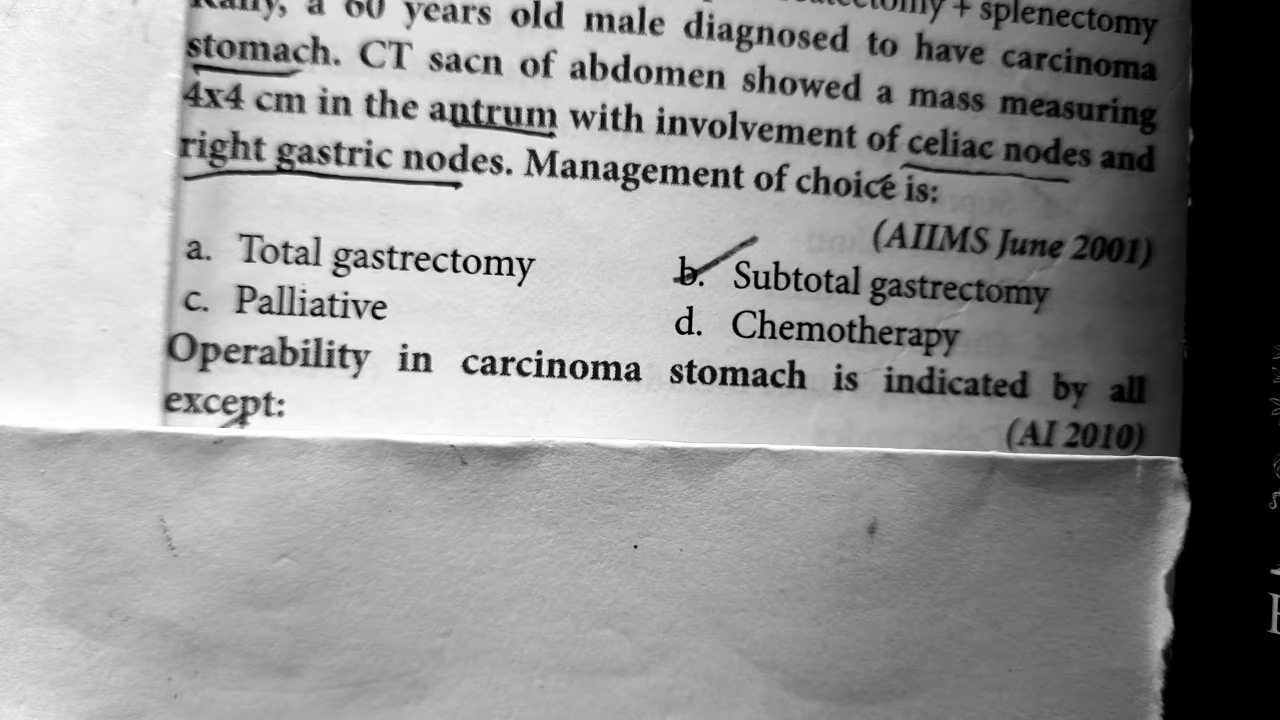 + splenectomy
a 60 years old male diagnosed to have carcinoma
stomach. CT sacn of abdomen showed a mass measuring
4x4 cm in the antrum with involvement of celiac nodes and
right gastric nodes. Management of choice is:
(AIIMS June 2001)
a. Total gastrectomy
b. Subtotal gastrectomy
c. Palliative
d. Chemotherapy
Operability in carcinoma stomach is indicated by all
except:
(AI 2010)